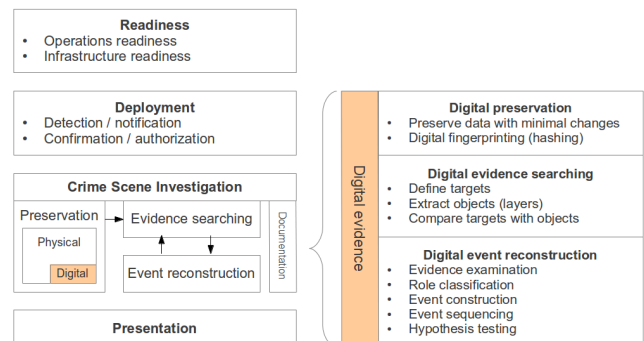 Readiness
• Operations readiness
• Infrastructure readiness
Deployment
• Detection / notification
• Confirmation / authorization
Crime Scene Investigation
Preservation
Physical
Digital
Evidence searching
Event reconstruction
Documentation
Presentation
Digital evidence
Digital preservation
• Preserve data with minimal changes
• Digital fingerprinting (hashing)
Digital evidence searching
• Define targets
• Extract objects (layers)
• Compare targets with objects
Digital event reconstruction
• Evidence examination
• Role classification
• Event construction
• Event sequencing
• Hypothesis testing